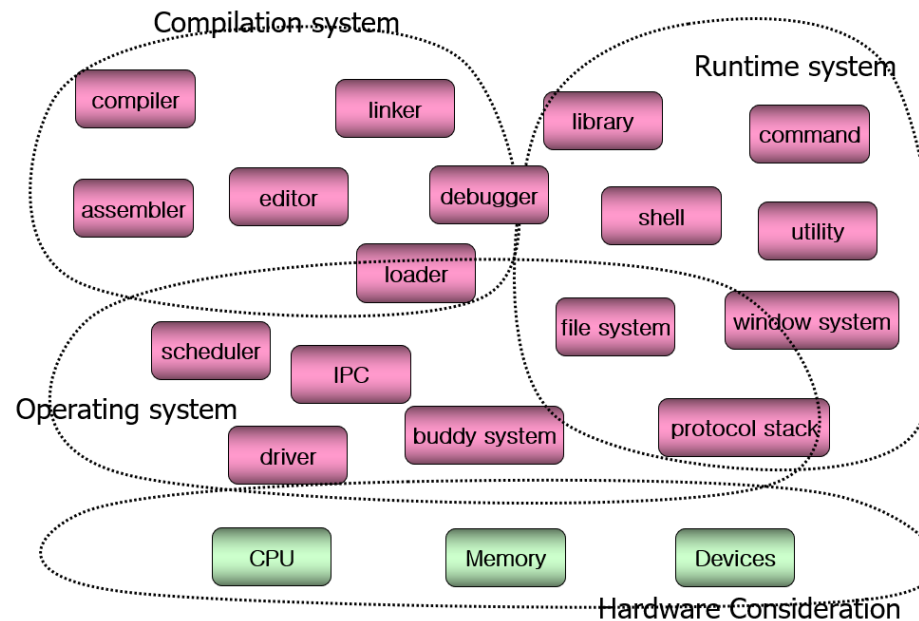 Compilation system
Runtime system
compiler
linker
library
command
assembler
editor
debugger
shell
utility
loader
file system
window system
scheduler
IPC
Operating system
buddy system
protocol stack
driver
CPU
Memory
Devices
Hardware Consideration